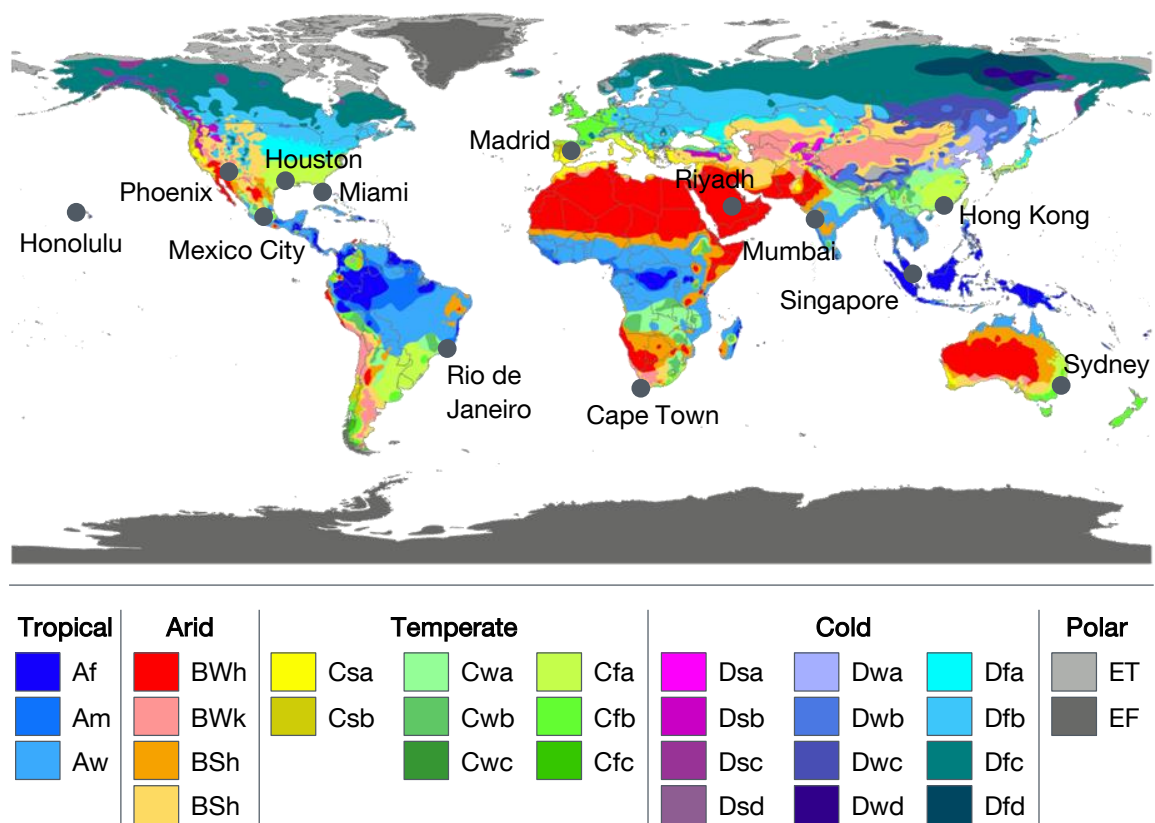 Madrid
Houston
Riyadh
Phoenix
Miami
Hong Kong
Honolulu
Mexico City
Mumbai
Singapore
Sydney
Rio de
Janeiro
Cape Town
Tropical
Af
Am
Aw
Arid
BWh
BWk
BSh
BSh
Temperate
Csa
Csb
Cwa
Cwb
Cwc
Cfa
Cfb
Cfc
Cold
Dsa
Dsb
Dsc
Dsd
Dwa
Dwb
Dwc
Dwd
Dfa
Dfb
Dfc
Dfd
Polar
ET
EF